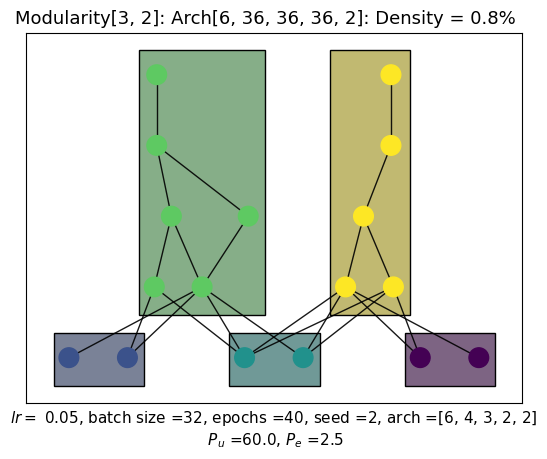 Modularity[3, 2]: Arch[6, 36, 36, 36, 2]: Density = 0.8%
lr = 0.05, batch size =32, epochs =40, seed =2, arch =[6, 4, 3, 2, 2]
P_u =60.0, P_e =2.5